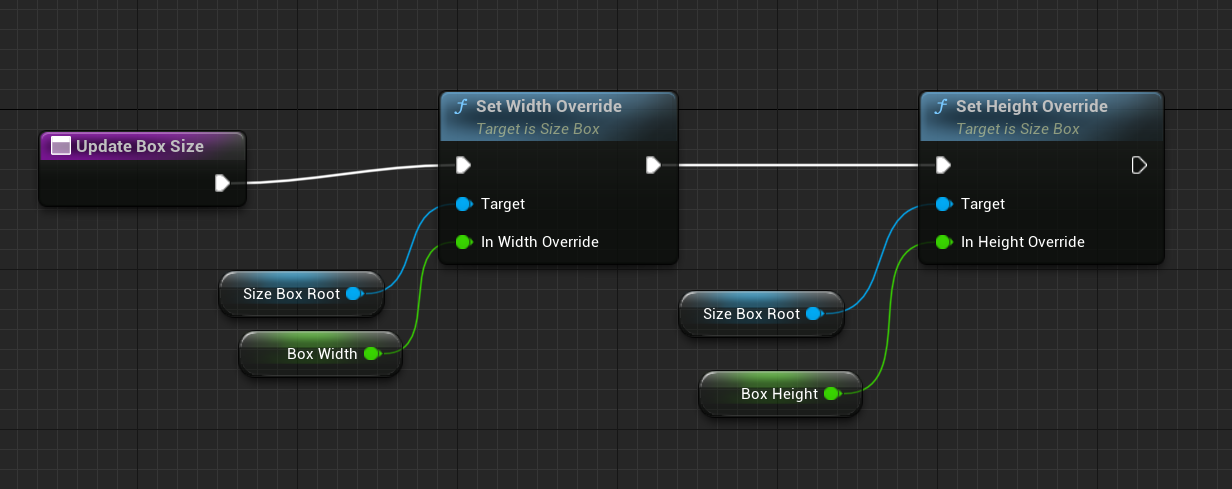 Update Box Size
Set Width Override
Target is Size Box
Target
In Width Override
Size Box Root
Box Width
Set Height Override
Target is Size Box
Target
In Height Override
Size Box Root
Box Height